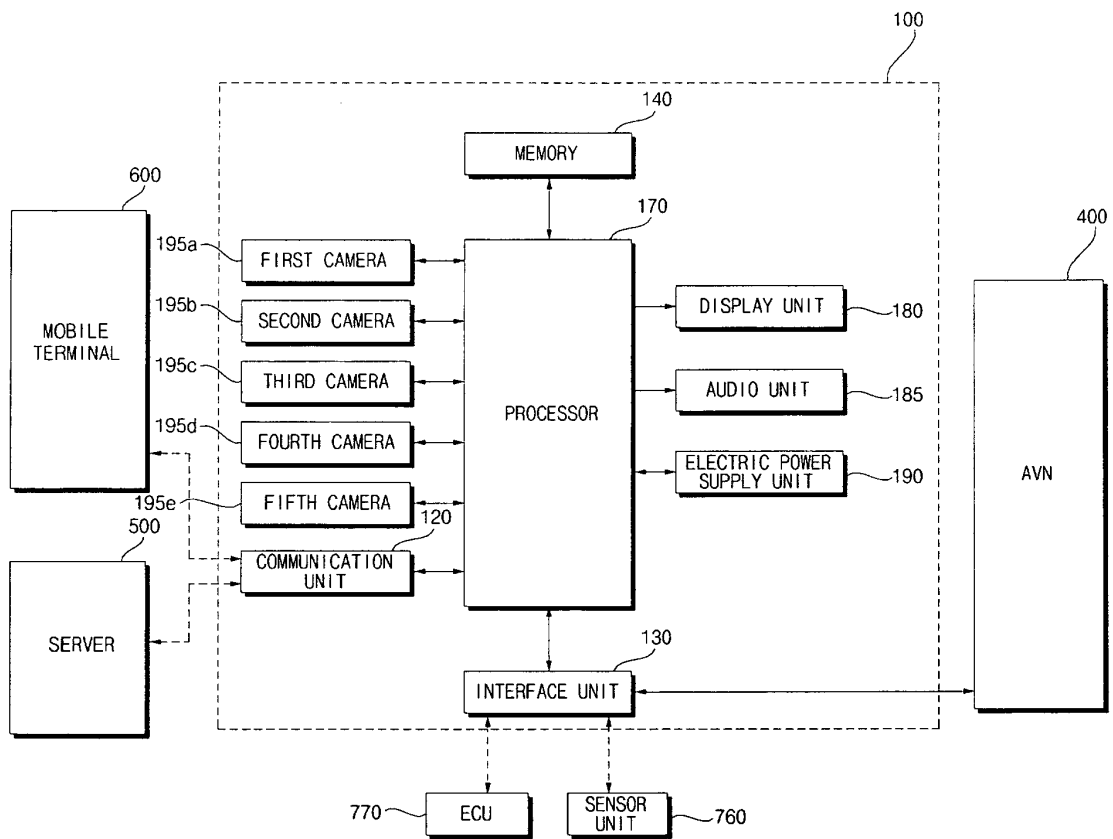 100
140
MEMORY
600
170
400
195a
FIRST CAMERA
195b
SECOND CAMERA
DISPLAY UNIT
180
MOBILE
TERMINAL
195c
THIRD CAMERA
AUDIO UNIT
185
PROCESSOR
195d
FOURTH CAMERA
ELECTRIC POWER
SUPPLY UNIT
190
AVN
195e
FIFTH CAMERA
500
120
COMMUNICATION
UNIT
SERVER
130
INTERFACE UNIT
770
ECU
SENSOR
UNIT
760